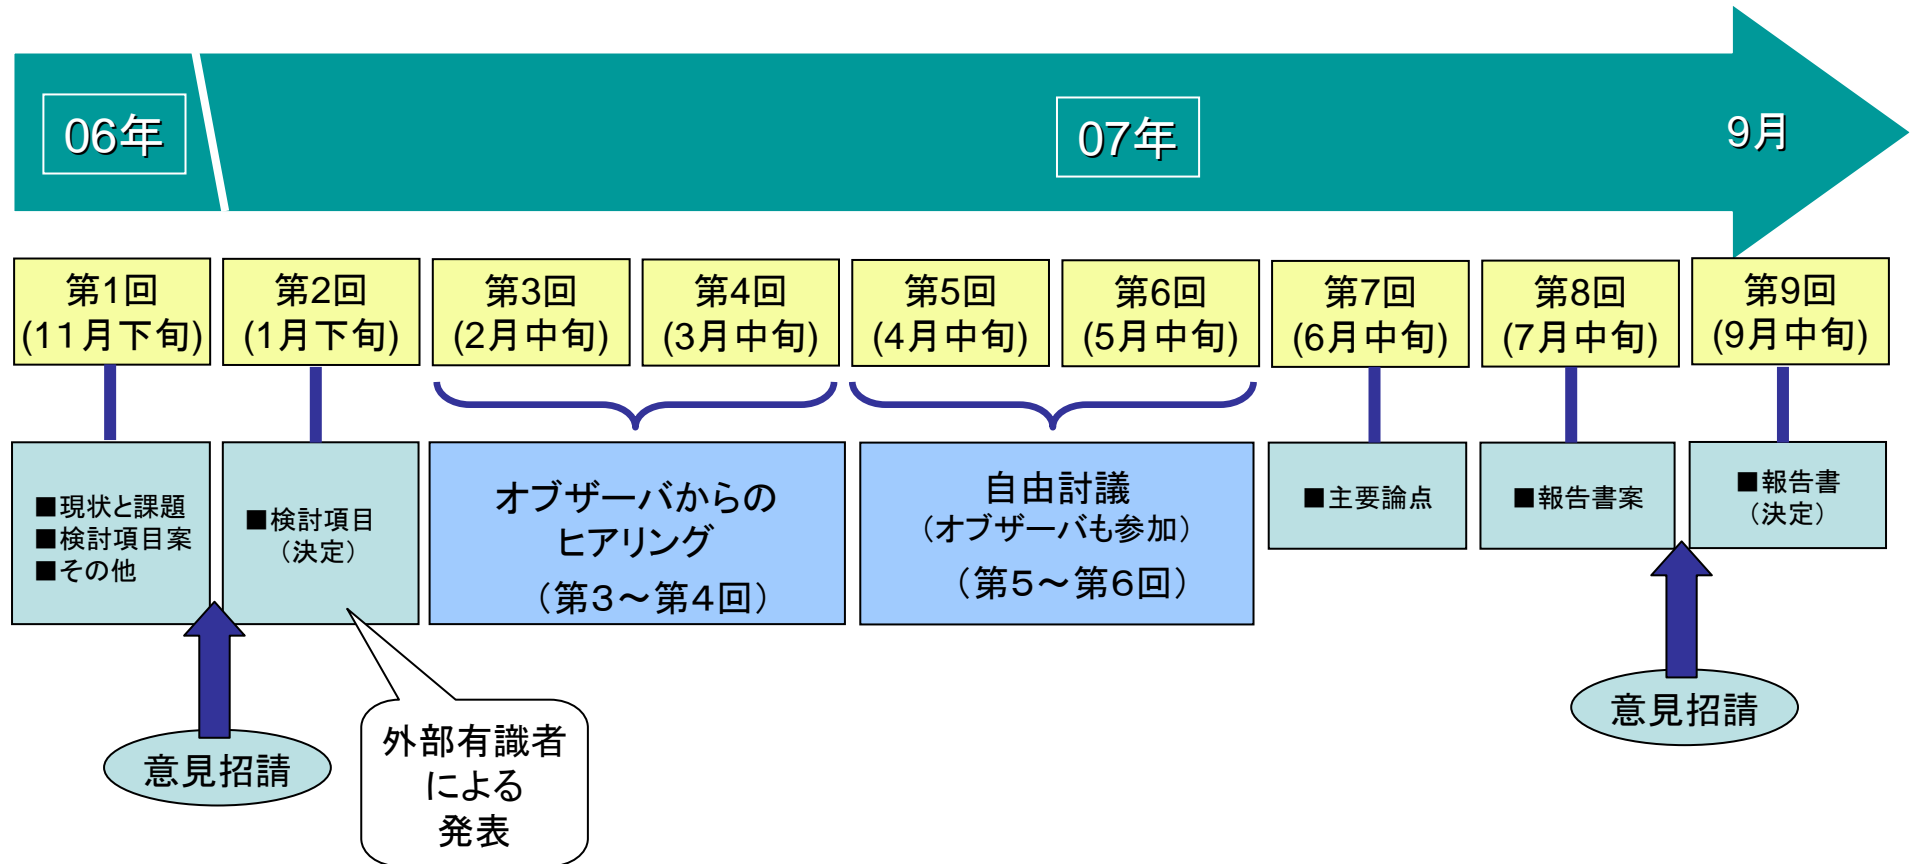 06年
07年
9月
第1回
(11月下旬)
第2回
(1月下旬)
第3回
(2月中旬)
第4回
(3月中旬)
第5回
(4月中旬)
第6回
(5月中旬)
第7回
(6月中旬)
第8回
(7月中旬)
第9回
(9月中旬)
■現状と課題
■検討項目案
■その他
■検討項目
（決定）
オブザーバからの
ヒアリング
（第３～第４回）
自由討議
（オブザーバも参加）
（第５～第６回）
■主要論点
■報告書案
■報告書
（決定）
意見招請
外部有識者
による
発表
意見招請